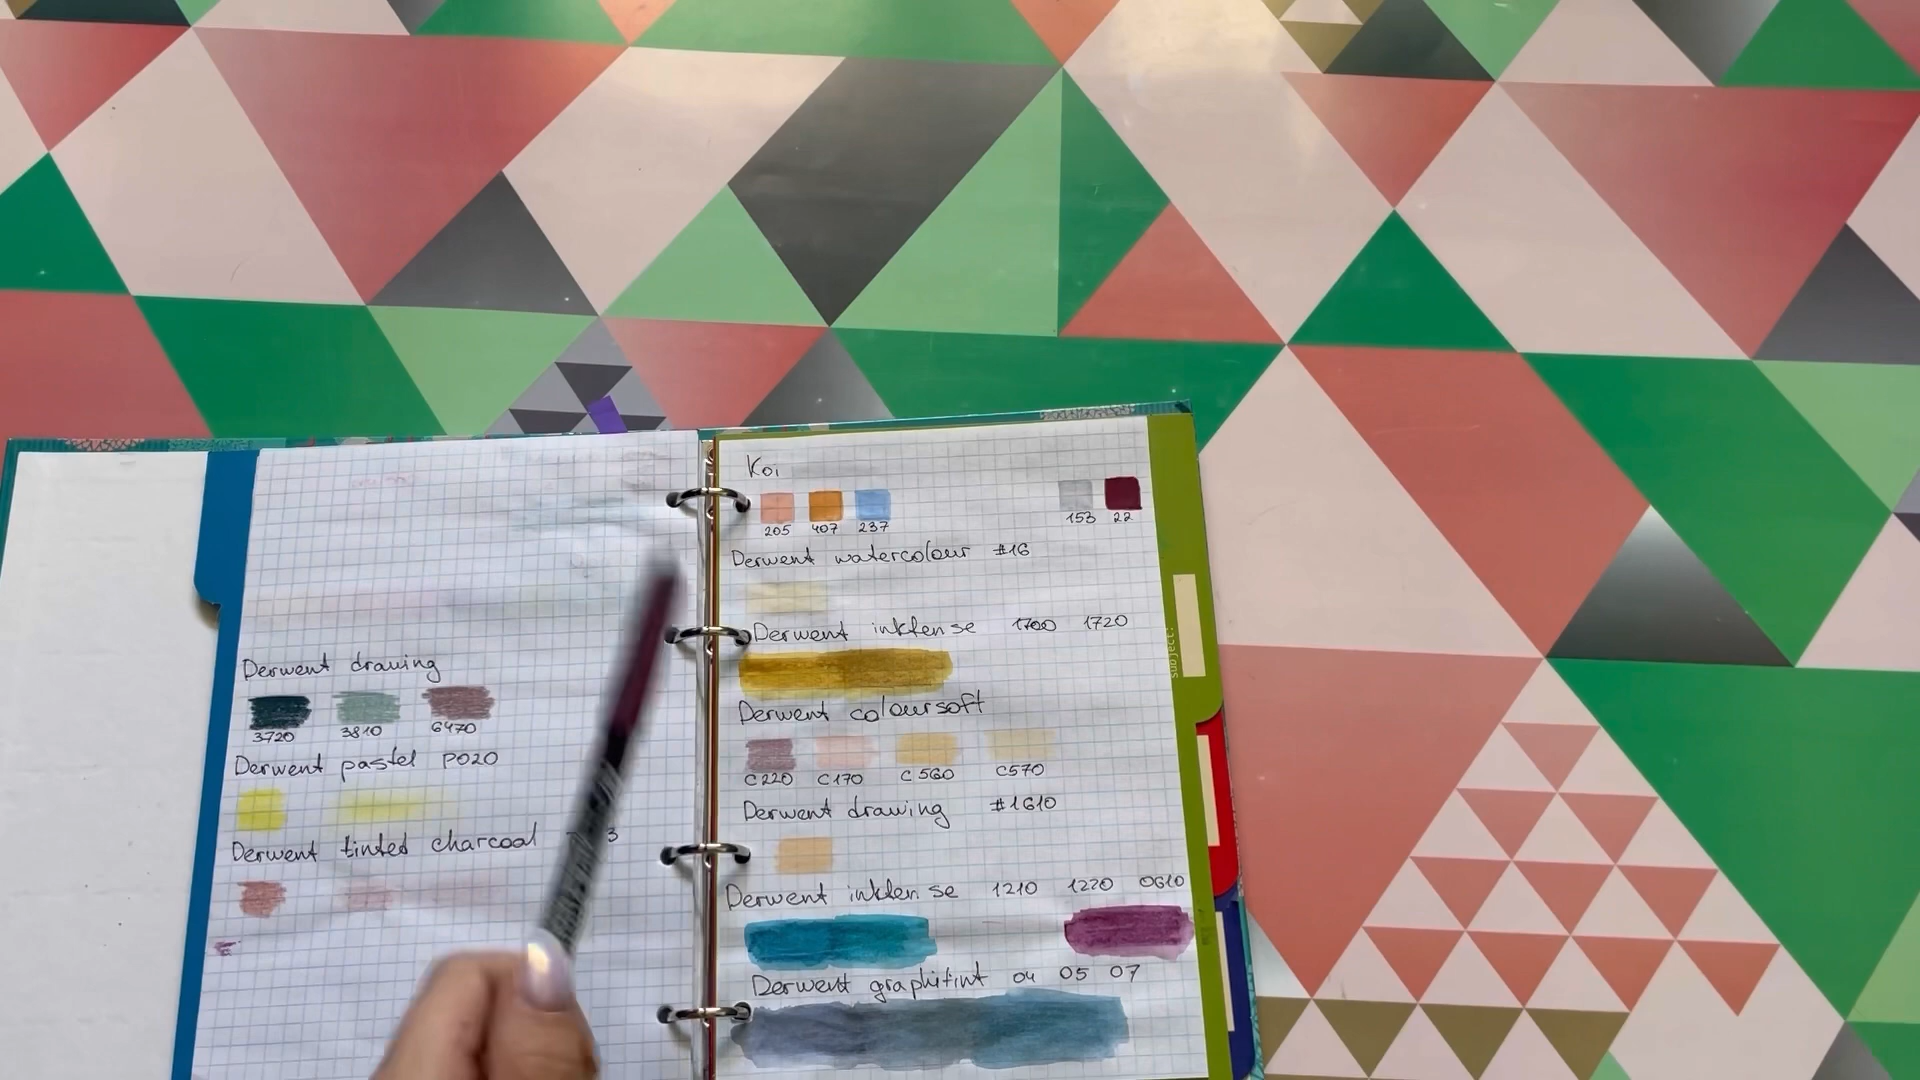 Derwent drawing
3720 3810 6470
Derwent pastel P020
Derwent tinted charcoal 3
Koi
205 407 237 153 22
Derwent watercolour #16
Derwent inktense 1700 1720
Derwent coloursoft
C220 C170 C560 C570
Derwent drawing #1610
Derwent inktense 1210 1220 0610
Derwent graphitint 04 05 07
subject: